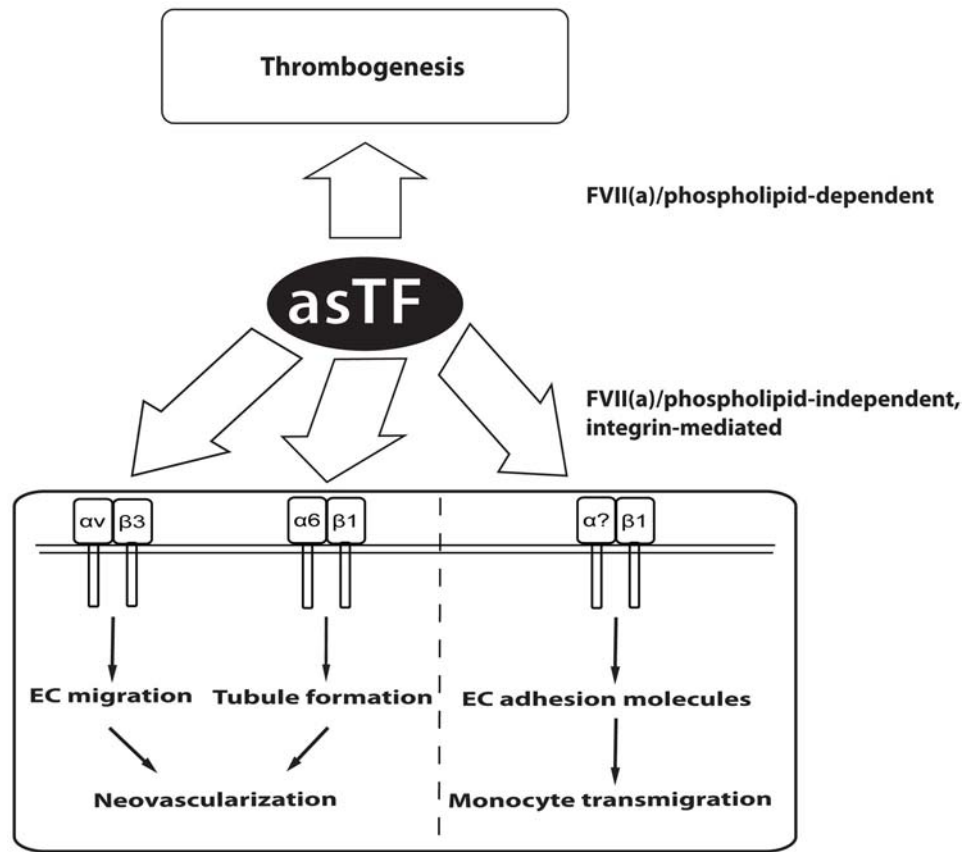 Thrombogenesis
FVII(a)/phospholipid-dependent
asTF
FVII(a)/phospholipid-independent,
integrin-mediated
αv β3 α6 β1 α? β1
EC migration Tubule formation EC adhesion molecules
Neovascularization Monocyte transmigration